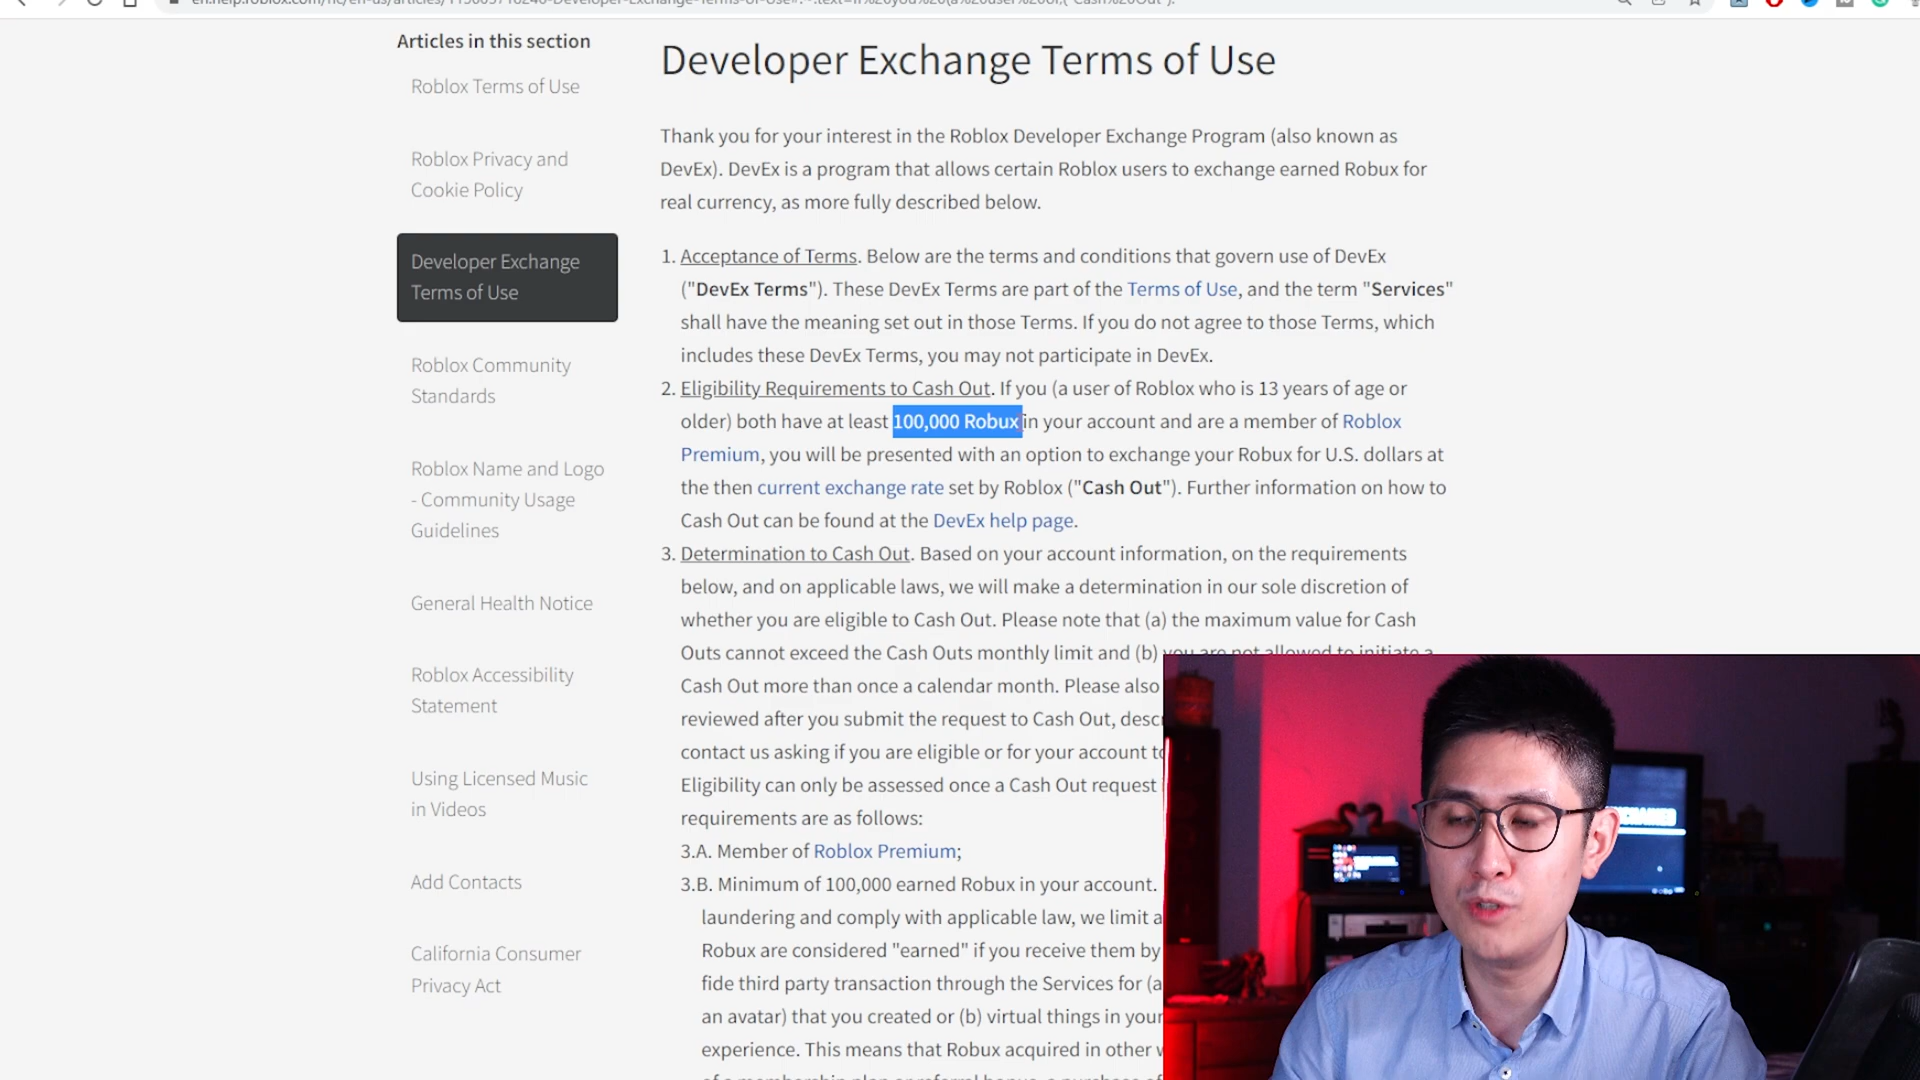 Articles in this section
Roblox Terms of Use
Roblox Privacy and
Cookie Policy
Developer Exchange
Terms of Use
Roblox Community
Standards
Roblox Name and Logo
- Community Usage
Guidelines
General Health Notice
Roblox Accessibility
Statement
Using Licensed Music
in Videos
Add Contacts
California Consumer
Privacy Act
Developer Exchange Terms of Use
Thank you for your interest in the Roblox Developer Exchange Program (also known as
DevEx). DevEx is a program that allows certain Roblox users to exchange earned Robux for
real currency, as more fully described below.
1. Acceptance of Terms. Below are the terms and conditions that govern use of DevEx
("DevEx Terms"). These DevEx Terms are part of the Terms of Use, and the term "Services"
shall have the meaning set out in those Terms. If you do not agree to those Terms, which
includes these DevEx Terms, you may not participate in DevEx.
2. Eligibility Requirements to Cash Out. If you (a user of Roblox who is 13 years of age or
older) both have at least 100,000 Robux in your account and are a member of Roblox
Premium, you will be presented with an option to exchange your Robux for U.S. dollars at
the then current exchange rate set by Roblox ("Cash Out"). Further information on how to
Cash Out can be found at the DevEx help page.
3. Determination to Cash Out. Based on your account information, on the requirements
below, and on applicable laws, we will make a determination in our sole discretion of
whether you are eligible to Cash Out. Please note that (a) the maximum value for Cash
Outs cannot exceed the Cash Outs monthly limit and (b) you are not allowed to initiate a
Cash Out more than once a calendar month. Please also
reviewed after you submit the request to Cash Out, desc
contact us asking if you are eligible or for your account to
Eligibility can only be assessed once a Cash Out request
requirements are as follows:
3.A. Member of Roblox Premium;
3.B. Minimum of 100,000 earned Robux in your account.
laundering and comply with applicable law, we limit a
Robux are considered "earned" if you receive them by
fide third party transaction through the Services for (a
an avatar) that you created or (b) virtual things in your
experience. This means that Robux acquired in other